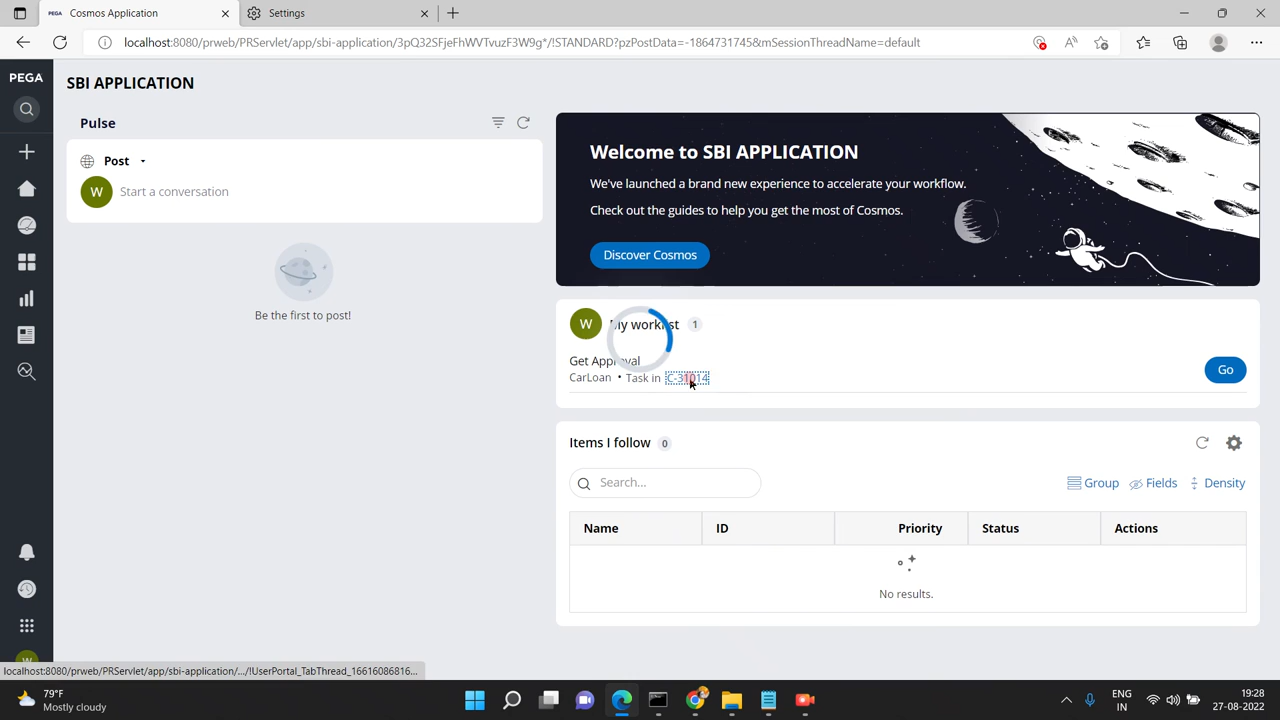 PEGA Cosmos Application
Settings
localhost:8080/prweb/PRServlet/app/sbi-application/3pQ32SFjeFhWVTvuzF3W9g*/!STANDARD?pzPostData=-1864731745&mSessionThreadName=default
PEGA
SBI APPLICATION
Pulse
Post
W Start a conversation
Be the first to post!
Welcome to SBI APPLICATION
We've launched a brand new experience to accelerate your workflow.
Check out the guides to help you get the most of Cosmos.
Discover Cosmos
W My worklist 1
Get Approval
CarLoan • Task in C-31014
Go
Items I follow 0
Search...
Group Fields Density
Name ID Priority Status Actions
No results.
W
localhost:8080/prweb/PRServlet/app/sbi-application/.../!UserPortal_TabThread_16616086816...
79°F
Mostly cloudy
ENG
IN
19:28
27-08-2022